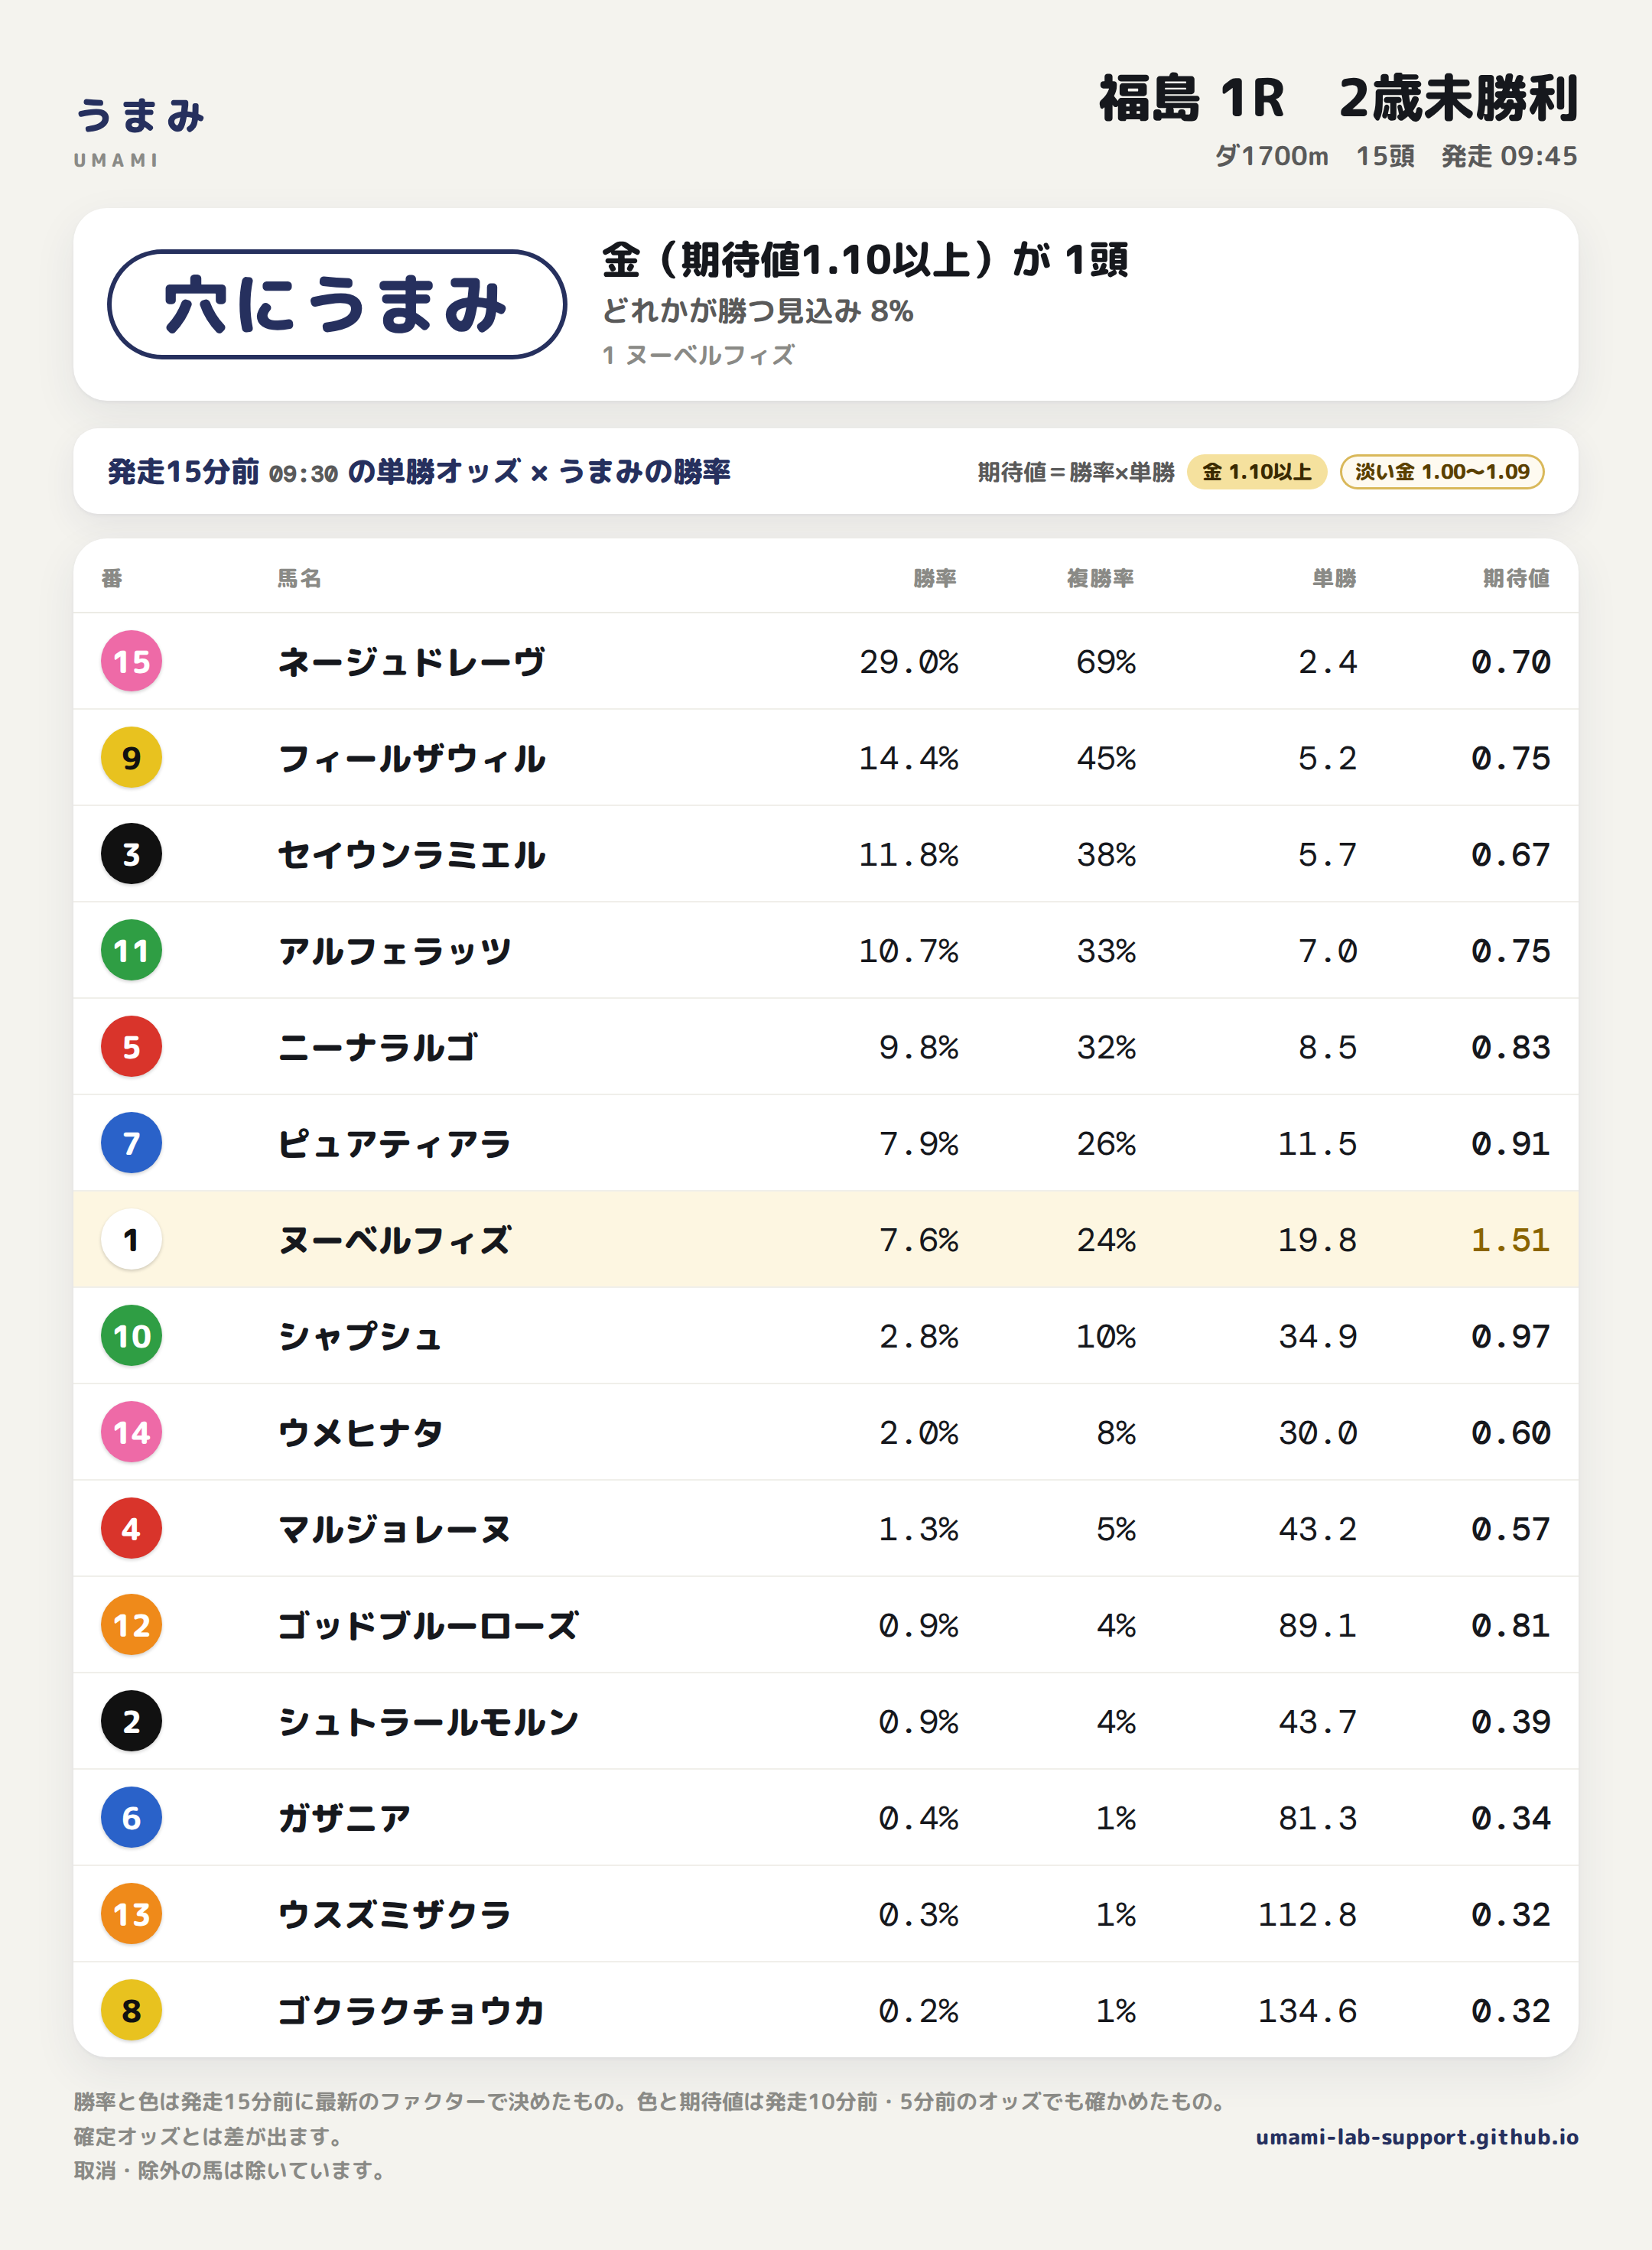 うまみ
UMAMI
福島 1R　2歳未勝利
ダ1700m　15頭　発走 09:45
穴にうまみ
金（期待値1.10以上）が 1頭
どれかが勝つ見込み 8%
1 ヌーベルフィズ
発走15分前 09:30 の単勝オッズ × うまみの勝率
期待値＝勝率×単勝 金 1.10以上 淡い金 1.00〜1.09
番 馬名 勝率 複勝率 単勝 期待値
15 ネージュドレーヴ 29.0% 69% 2.4 0.70
9 フィールザウィル 14.4% 45% 5.2 0.75
3 セイウンラミエル 11.8% 38% 5.7 0.67
11 アルフェラッツ 10.7% 33% 7.0 0.75
5 ニーナラルゴ 9.8% 32% 8.5 0.83
7 ピュアティアラ 7.9% 26% 11.5 0.91
1 ヌーベルフィズ 7.6% 24% 19.8 1.51
10 シャプシュ 2.8% 10% 34.9 0.97
14 ウメヒナタ 2.0% 8% 30.0 0.60
4 マルジョレーヌ 1.3% 5% 43.2 0.57
12 ゴッドブルーローズ 0.9% 4% 89.1 0.81
2 シュトラールモルン 0.9% 4% 43.7 0.39
6 ガザニア 0.4% 1% 81.3 0.34
13 ウスズミザクラ 0.3% 1% 112.8 0.32
8 ゴクラクチョウカ 0.2% 1% 134.6 0.32
勝率と色は発走15分前に最新のファクターで決めたもの。色と期待値は発走10分前・5分前のオッズでも確かめたもの。
確定オッズとは差が出ます。
umami-lab-support.github.io
取消・除外の馬は除いています。